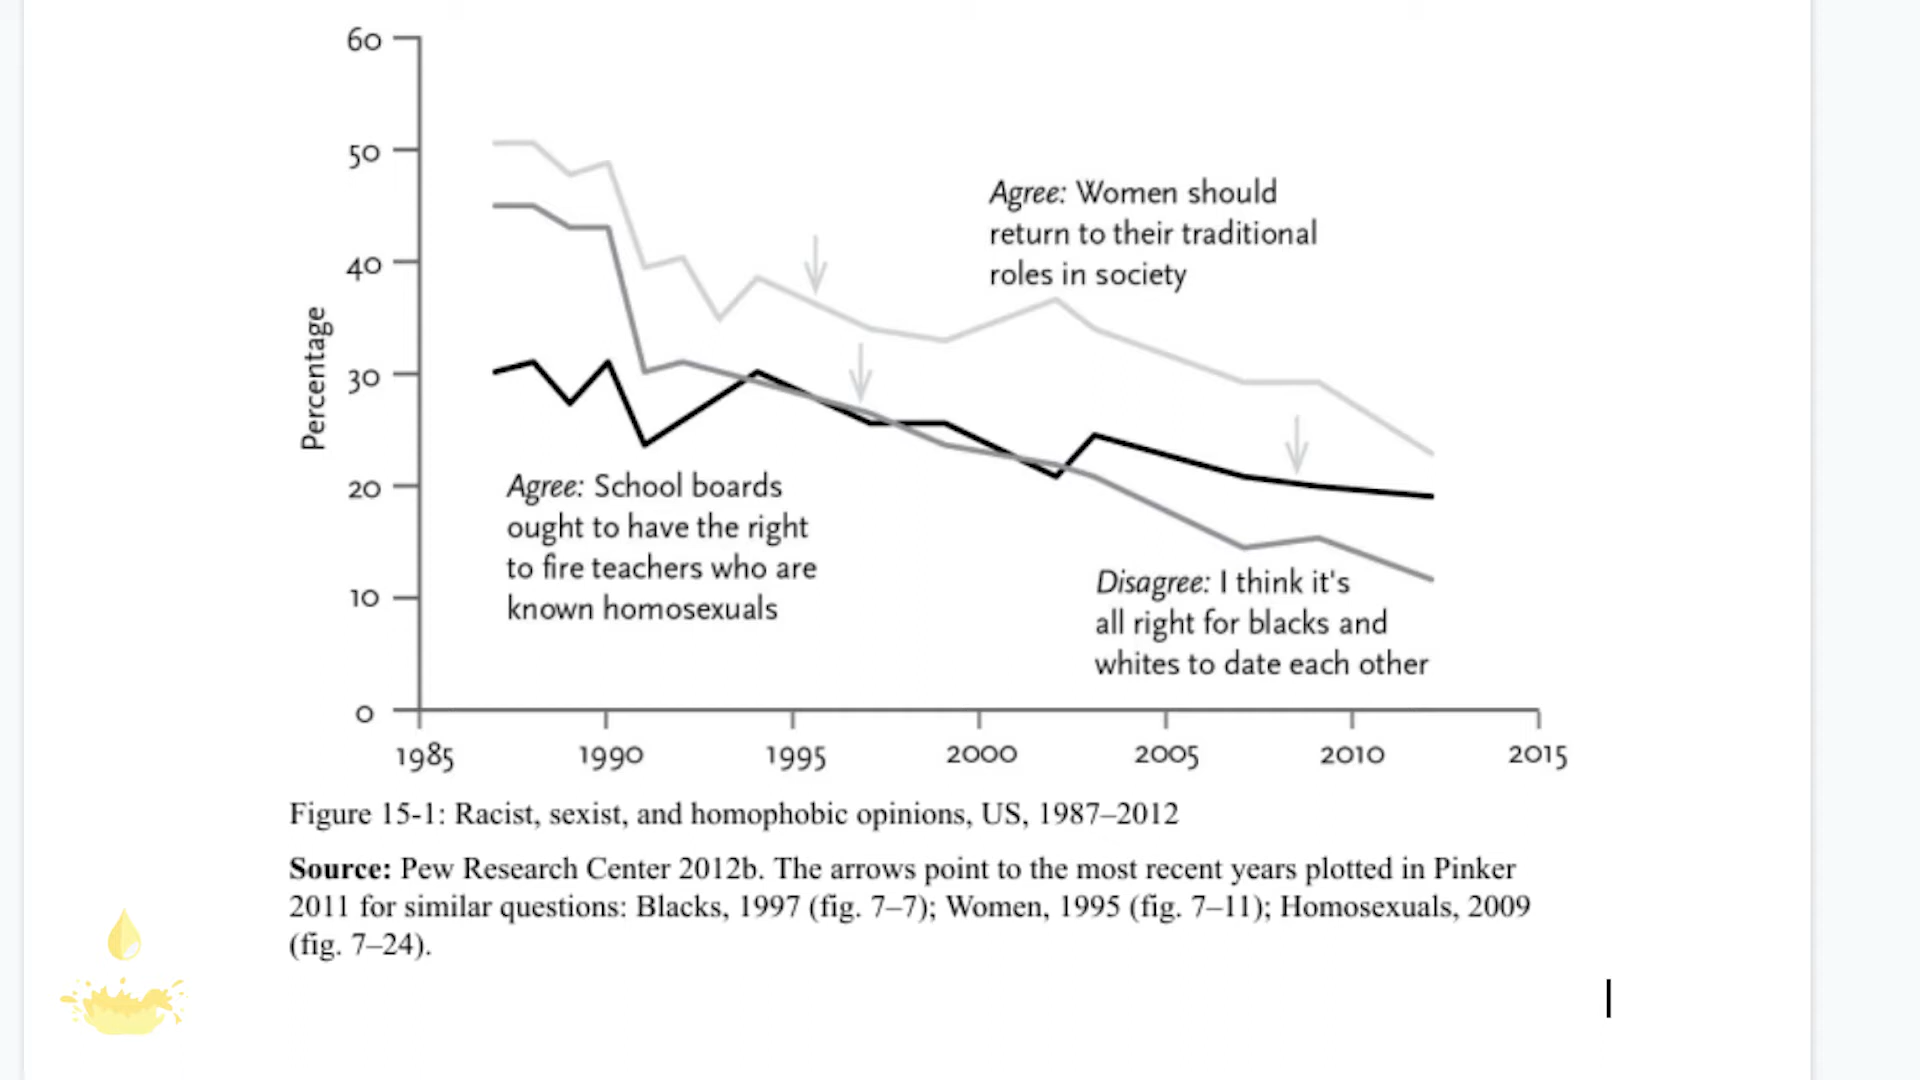 60
50
40
30
20
10
0
Percentage
Agree: Women should
return to their traditional
roles in society
Agree: School boards
ought to have the right
to fire teachers who are
known homosexuals
Disagree: I think it's
all right for blacks and
whites to date each other
1985 1990 1995 2000 2005 2010 2015
Figure 15-1: Racist, sexist, and homophobic opinions, US, 1987–2012
Source: Pew Research Center 2012b. The arrows point to the most recent years plotted in Pinker
2011 for similar questions: Blacks, 1997 (fig. 7–7); Women, 1995 (fig. 7–11); Homosexuals, 2009
(fig. 7–24).